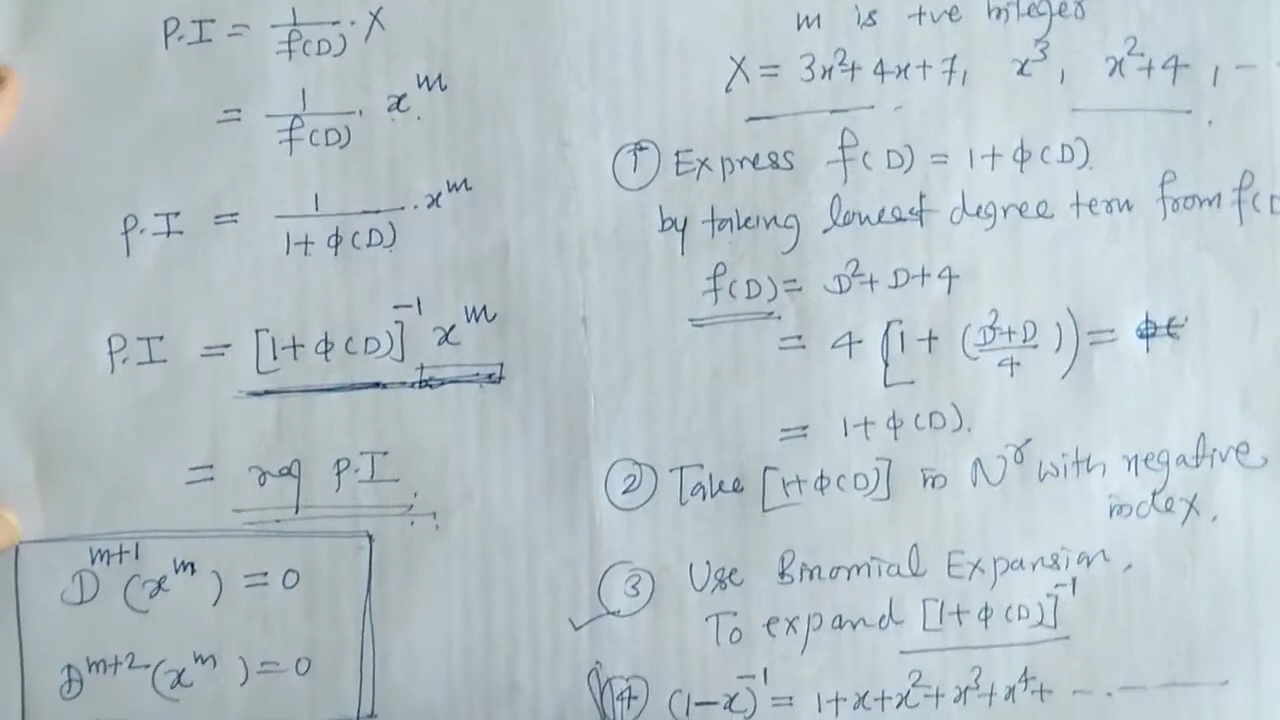 P.I = 1/f(D) . X
= 1/f(D) . x^m
P.I = 1/1+φ(D) . x^m
P.I = [1+φ(D)]^-1 x^m
= req P.I
D^m+1 (x^m) = 0
D^m+2 (x^m) = 0
m is +ve integer
X = 3x²+4x+7, x³, x²+4, - -
① Express f(D) = 1+φ(D).
by taking lowest degree term from f(D
f(D) = D²+D+4
= 4 [1+ (D²+D/4)] =
= 1+φ(D).
② Take [1+φ(D)] in N^r with negative
index.
③ Use Binomial Expansion.
To expand [1+φ(D)]^-1
④ (1-x)^-1 = 1+x+x²+x³+x⁴+ - . . -